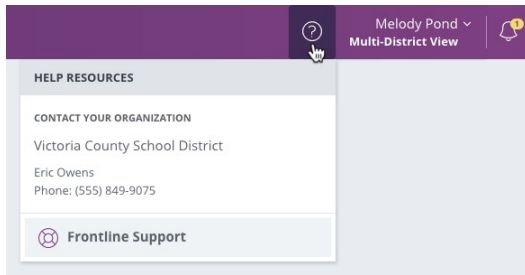 Melody Pond
Multi-District View
1
HELP RESOURCES
CONTACT YOUR ORGANIZATION
Victoria County School District
Eric Owens
Phone: (555) 849-9075
Frontline Support